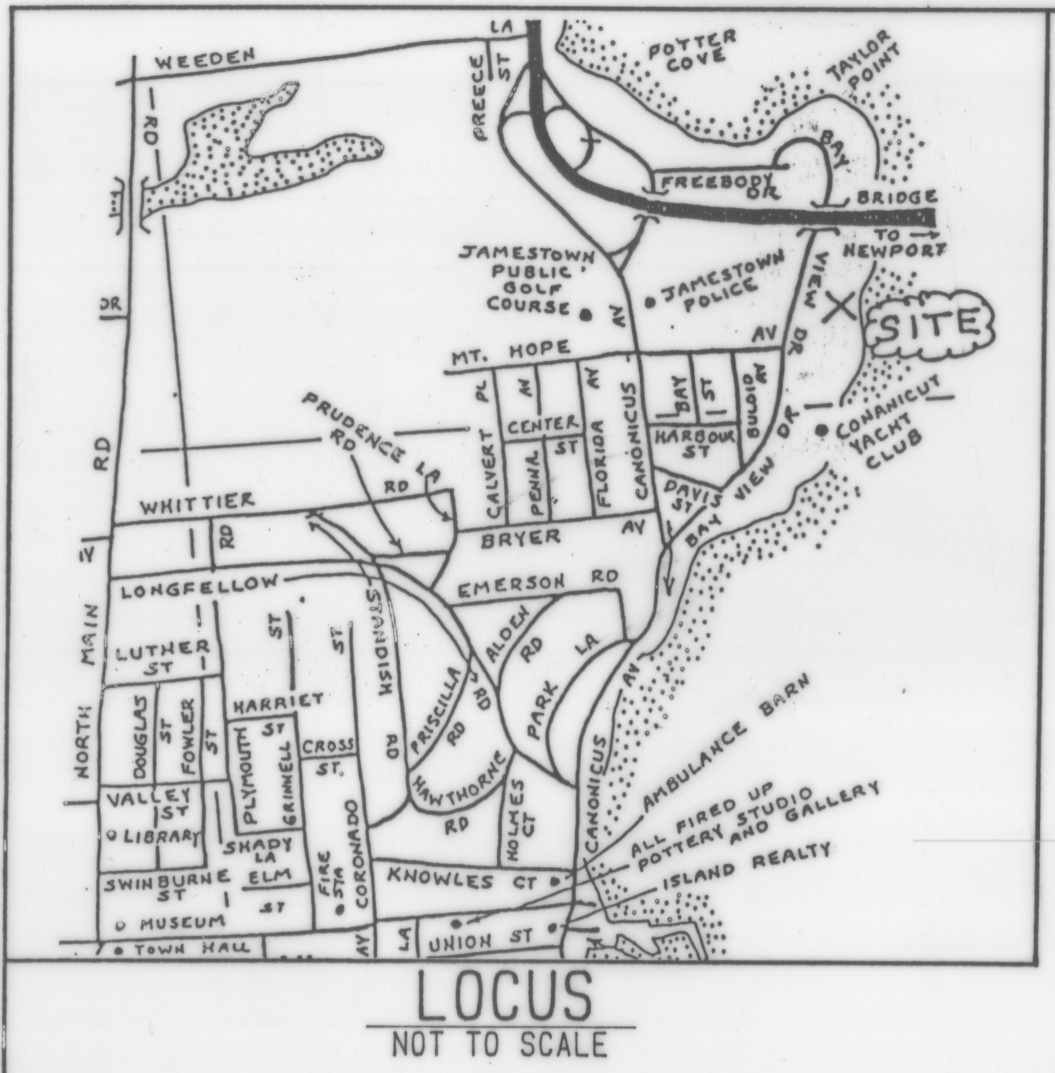 WEEDEN LA
RD
PREECE ST
POTTER
COVE
TAYLOR
POINT
BAY
FREEBODY
DR
BRIDGE
TO →
NEWPORT
VIEW DR
JAMESTOWN
PUBLIC
GOLF
COURSE
JAMESTOWN
POLICE
SITE
DR
MT. HOPE AV
AV
CONANICUT
YACHT
CLUB
PRUDENCE LA
RD
CALVERT PL
PENNA AV
CENTER
ST
FLORIDA AV
CANONICUS
BAY
ST
BULOID AV
HARBOUR
ST
DAVIS
ST
BAY VIEW DR
RD
WHITTIER RD
BRYER AV
RD
LONGFELLOW RD
EMERSON RD
STANDISH RD
ALDEN
RD
PARK LA
NORTH MAIN
LUTHER
ST
ST
ST
HARRIET
ST
DOUGLAS
ST
FOWLER
ST
PLYMOUTH
GRINNELL
CROSS
ST.
PRISCILLA
RD
HAWTHORNE
RD
HOLMES
CT
CANONICUS AV
AMBULANCE BARN
VALLEY
ST
LIBRARY
SHADY
LA
ALL FIRED UP
POTTERY STUDIO
AND GALLERY
ISLAND REALTY
SWINBURNE
ST
ELM
ST
FIRE
STA
CORONADO
AV
KNOWLES CT
MUSEUM
TOWN HALL
LA
UNION ST
LOCUS
NOT TO SCALE